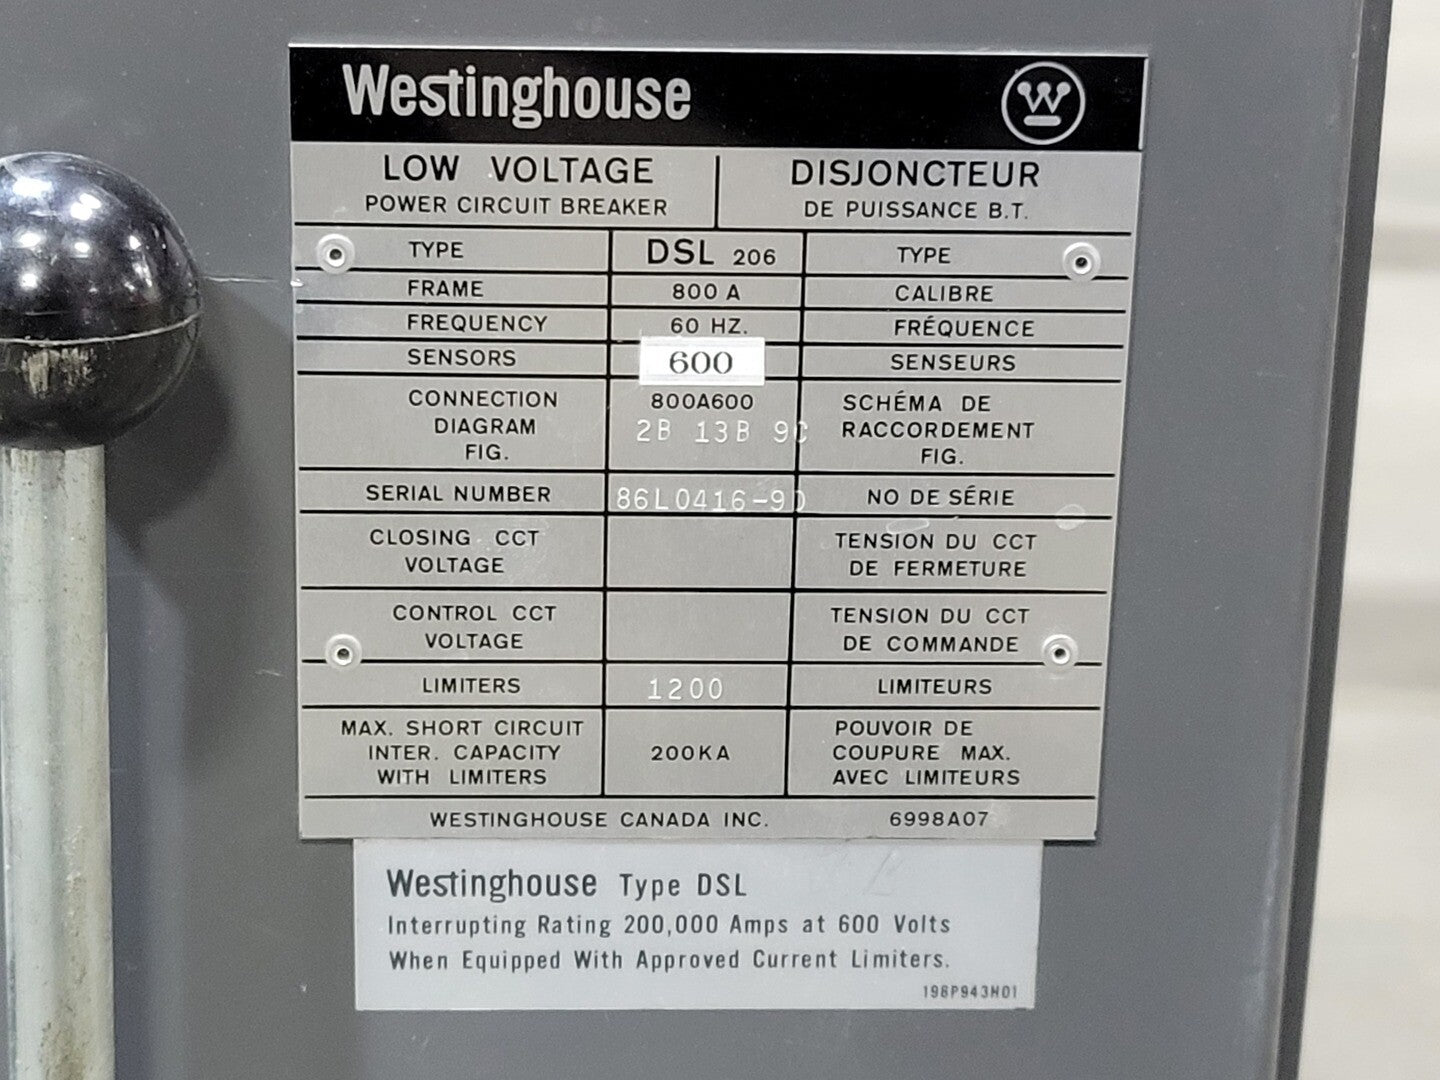 Westinghouse
W
LOW VOLTAGE
POWER CIRCUIT BREAKER
DISJONCTEUR
DE PUISSANCE B.T.
TYPE DSL 206 TYPE
FRAME 800 A CALIBRE
FREQUENCY 60 HZ. FRÉQUENCE
SENSORS 600 SENSEURS
CONNECTION
DIAGRAM
FIG.
800A600
2B 13B 9C
SCHÉMA DE
RACCORDEMENT
FIG.
SERIAL NUMBER 86L0416-9D NO DE SÉRIE
CLOSING CCT
VOLTAGE
TENSION DU CCT
DE FERMETURE
CONTROL CCT
VOLTAGE
TENSION DU CCT
DE COMMANDE
LIMITERS 1200 LIMITEURS
MAX. SHORT CIRCUIT
INTER. CAPACITY
WITH LIMITERS
200KA
POUVOIR DE
COUPURE MAX.
AVEC LIMITEURS
WESTINGHOUSE CANADA INC. 6998A07
Westinghouse Type DSL
Interrupting Rating 200,000 Amps at 600 Volts
When Equipped With Approved Current Limiters.
198P943H01